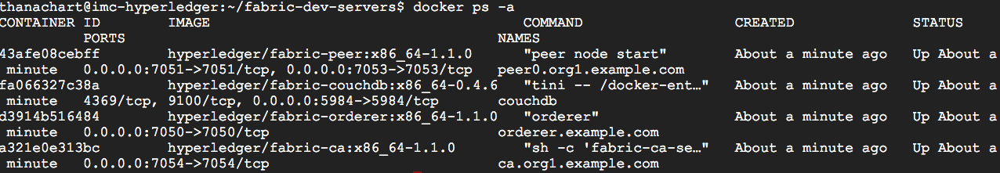 thanachart@imc-hyperledger:~/fabric-dev-servers$ docker ps -a
CONTAINER ID        IMAGE                                      COMMAND                  CREATED              STATUS
          PORTS                                                NAMES
43afe08cebff        hyperledger/fabric-peer:x86_64-1.1.0       "peer node start"        About a minute ago   Up About a
 minute   0.0.0.0:7051->7051/tcp, 0.0.0.0:7053->7053/tcp   peer0.org1.example.com
fa066327c38a        hyperledger/fabric-couchdb:x86_64-0.4.6    "tini -- /docker-ent…"   About a minute ago   Up About a
 minute   4369/tcp, 9100/tcp, 0.0.0.0:5984->5984/tcp       couchdb
d3914b516484        hyperledger/fabric-orderer:x86_64-1.1.0    "orderer"                About a minute ago   Up About a
 minute   0.0.0.0:7050->7050/tcp                           orderer.example.com
a321e0e313bc        hyperledger/fabric-ca:x86_64-1.1.0         "sh -c 'fabric-ca-se…"   About a minute ago   Up About a
 minute   0.0.0.0:7054->7054/tcp                           ca.org1.example.com